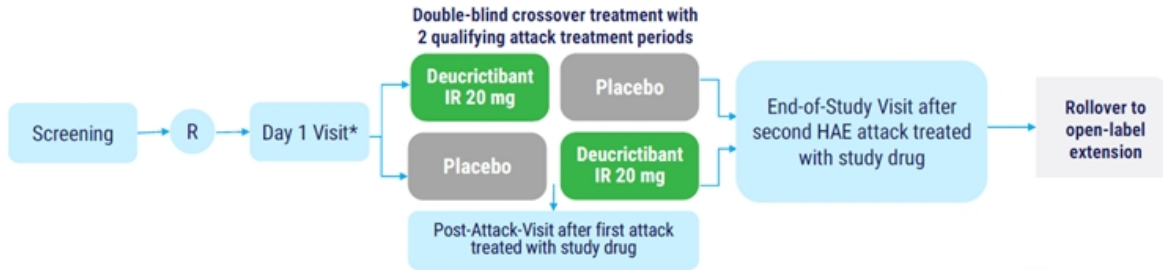 Double-blind crossover treatment with
2 qualifying attack treatment periods
Screening
R
Day 1 Visit*
Deucrictibant
IR 20 mg
Placebo
Placebo
Deucrictibant
IR 20 mg
Post-Attack-Visit after first attack
treated with study drug
End-of-Study Visit after
second HAE attack treated
with study drug
Rollover to
open-label
extension